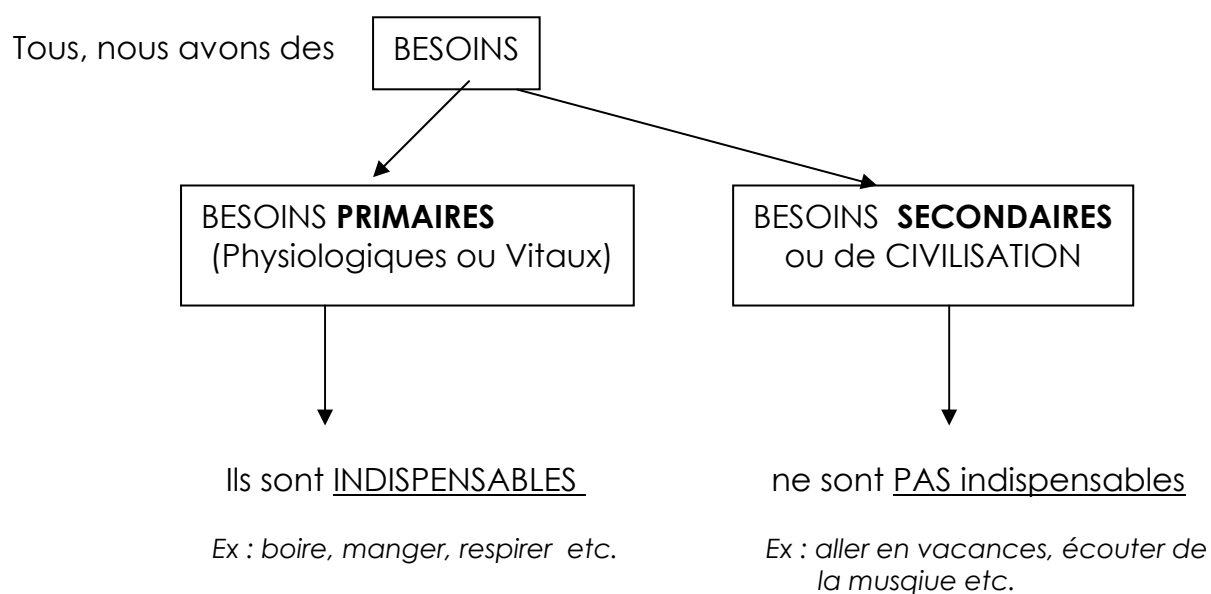 Tous, nous avons des BESOINS
BESOINS PRIMAIRES
(Physiologiques ou Vitaux)
BESOINS SECONDAIRES
ou de CIVILISATION
Ils sont INDISPENSABLES
ne sont PAS indispensables
Ex : boire, manger, respirer etc.
Ex : aller en vacances, écouter de
la musqiue etc.